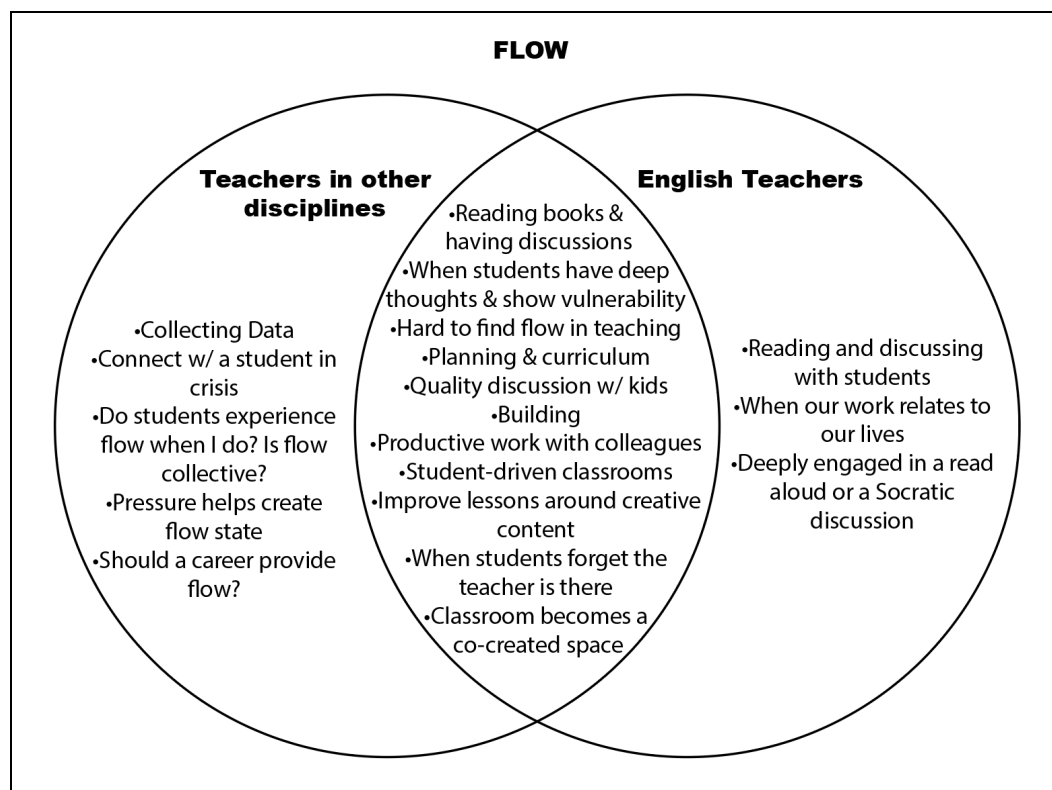 FLOW
Teachers in other
disciplines
•Collecting Data
•Connect w/ a student in
crisis
•Do students experience
flow when I do? Is flow
collective?
•Pressure helps create
flow state
•Should a career provide
flow?
•Reading books &
having discussions
•When students have deep
thoughts & show vulnerability
•Hard to find flow in teaching
•Planning & curriculum
•Quality discussion w/ kids
•Building
•Productive work with colleagues
•Student-driven classrooms
•Improve lessons around creative
content
•When students forget the
teacher is there
•Classroom becomes a
co-created space
English Teachers
•Reading and discussing
with students
•When our work relates to
our lives
•Deeply engaged in a read
aloud or a Socratic
discussion